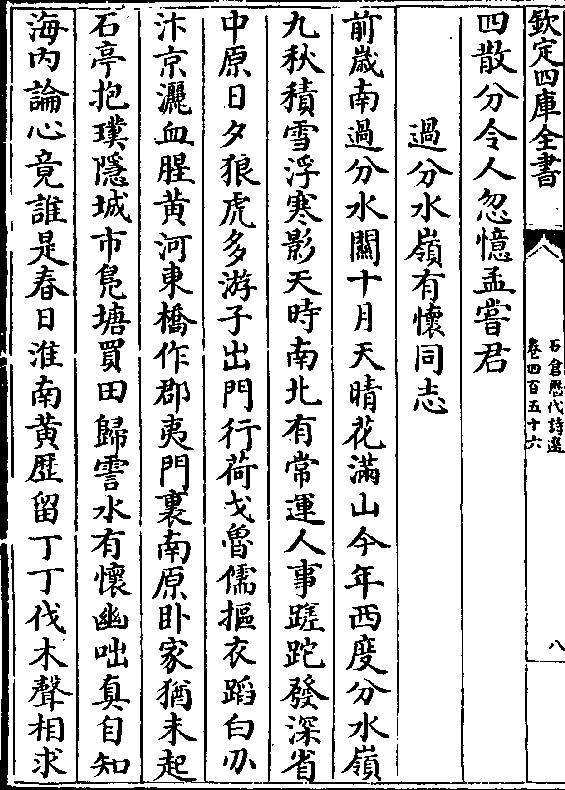 欽定四庫全書
石倉歷代詩選
卷四百五十六
八
四散分令人忽憶孟嘗君
過分水嶺有懷同志
前歲南過分水關十月天晴花滿山今年西度分水嶺
九秋積雪浮寒影天時南北有常運人事蹉跎發深省
中原日夕狼虎多游子出門行荷戈魯儒摳衣蹈白刃
汴京灑血腥黄河東橋作郡夷門裏南原卧家猶未起
石亭抱璞隱城市鳬塘買田歸霅水有懷幽咄真自知
海内論心竟誰是春日淮南黄歴留丁丁伐木聲相求